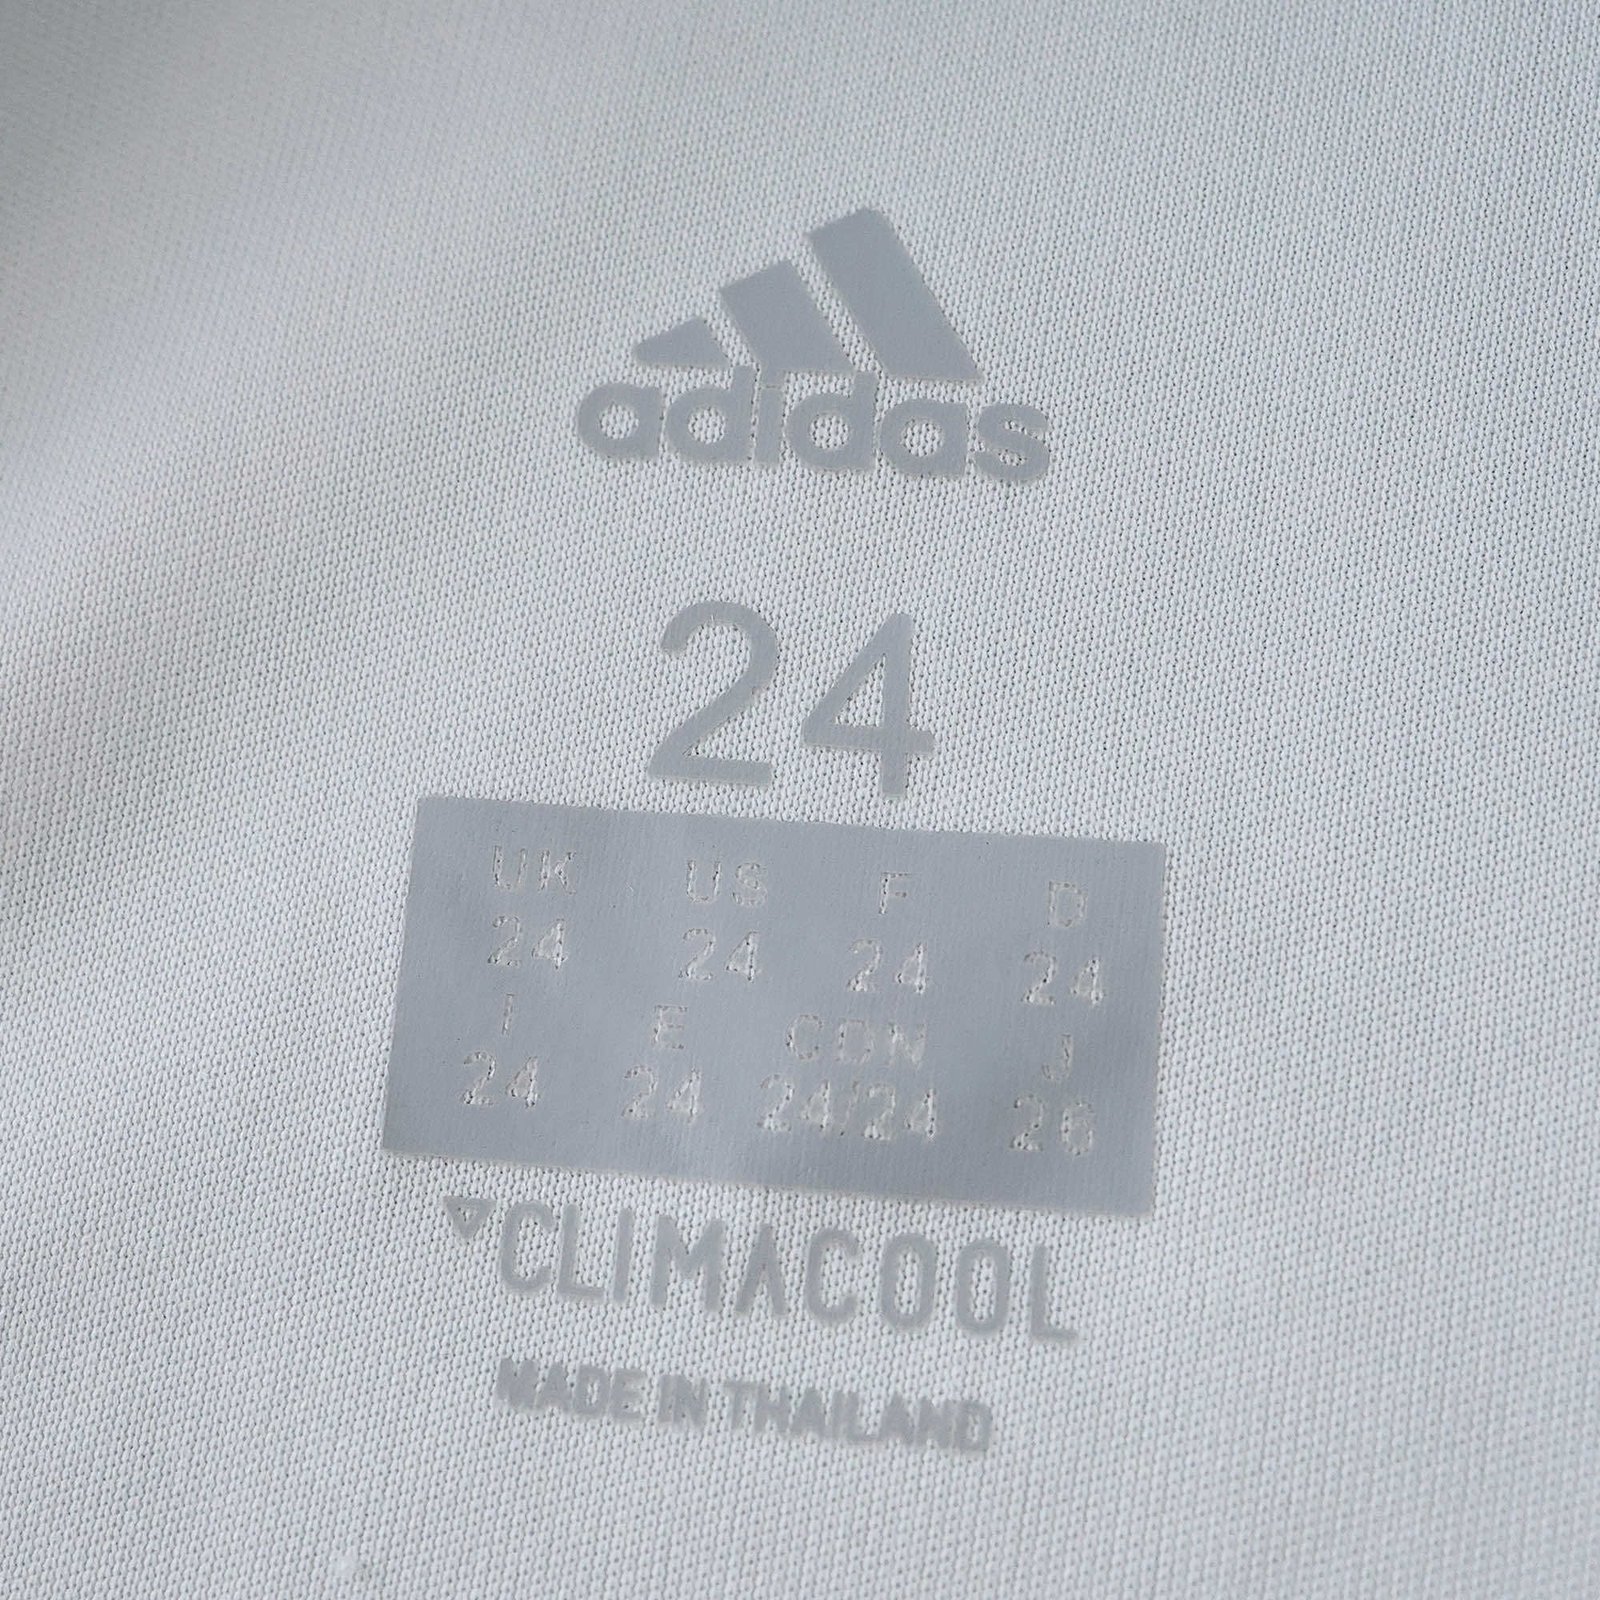 adidas
24
UK US F D
24 24 24 24
I E CDN J
24 24 24/24 26
CLIMACOOL
MADE IN THAILAND